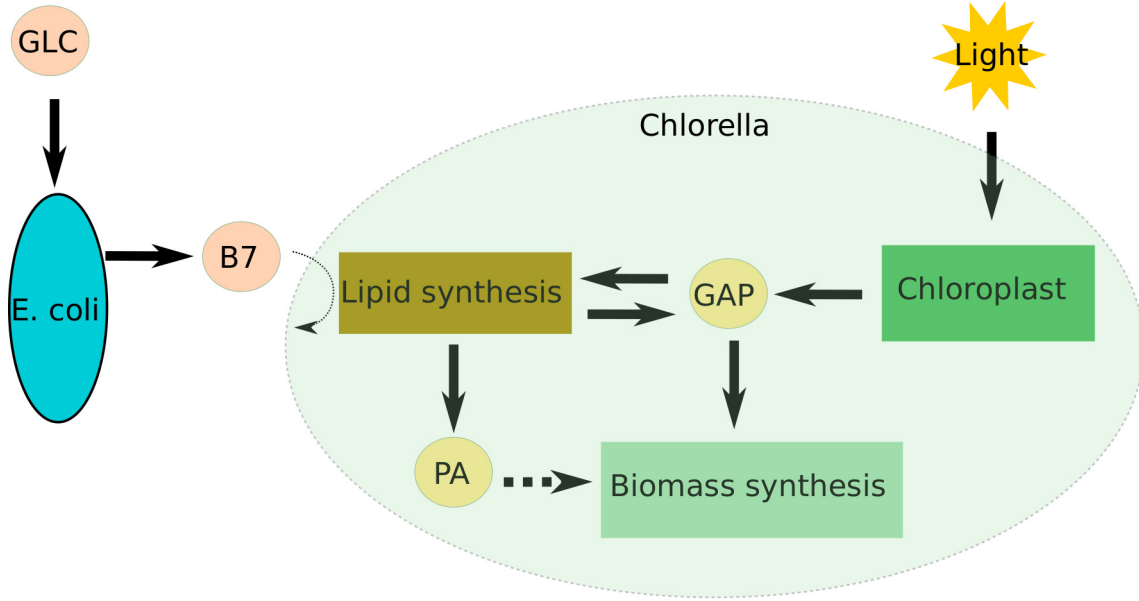 GLC
Light
Chlorella
B7
E. coli
Lipid synthesis
GAP
Chloroplast
PA
Biomass synthesis